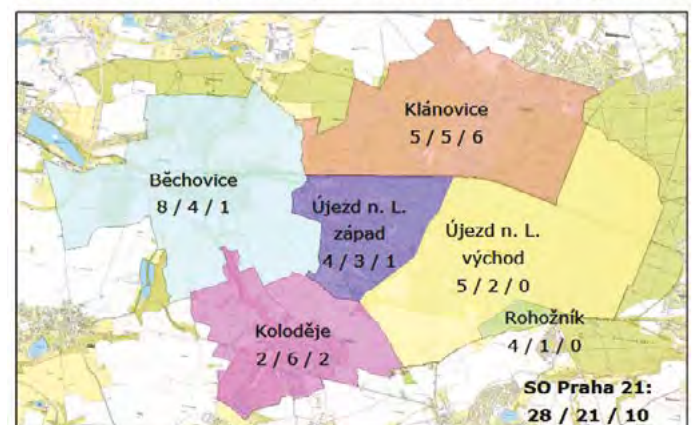 Klánovice
5 / 5 / 6
Běchovice
8 / 4 / 1
Újezd n. L.
západ
4 / 3 / 1
Újezd n. L.
východ
5 / 2 / 0
Rohožník
4 / 1 / 0
Koloděje
2 / 6 / 2
SO Praha 21:
28 / 21 / 10